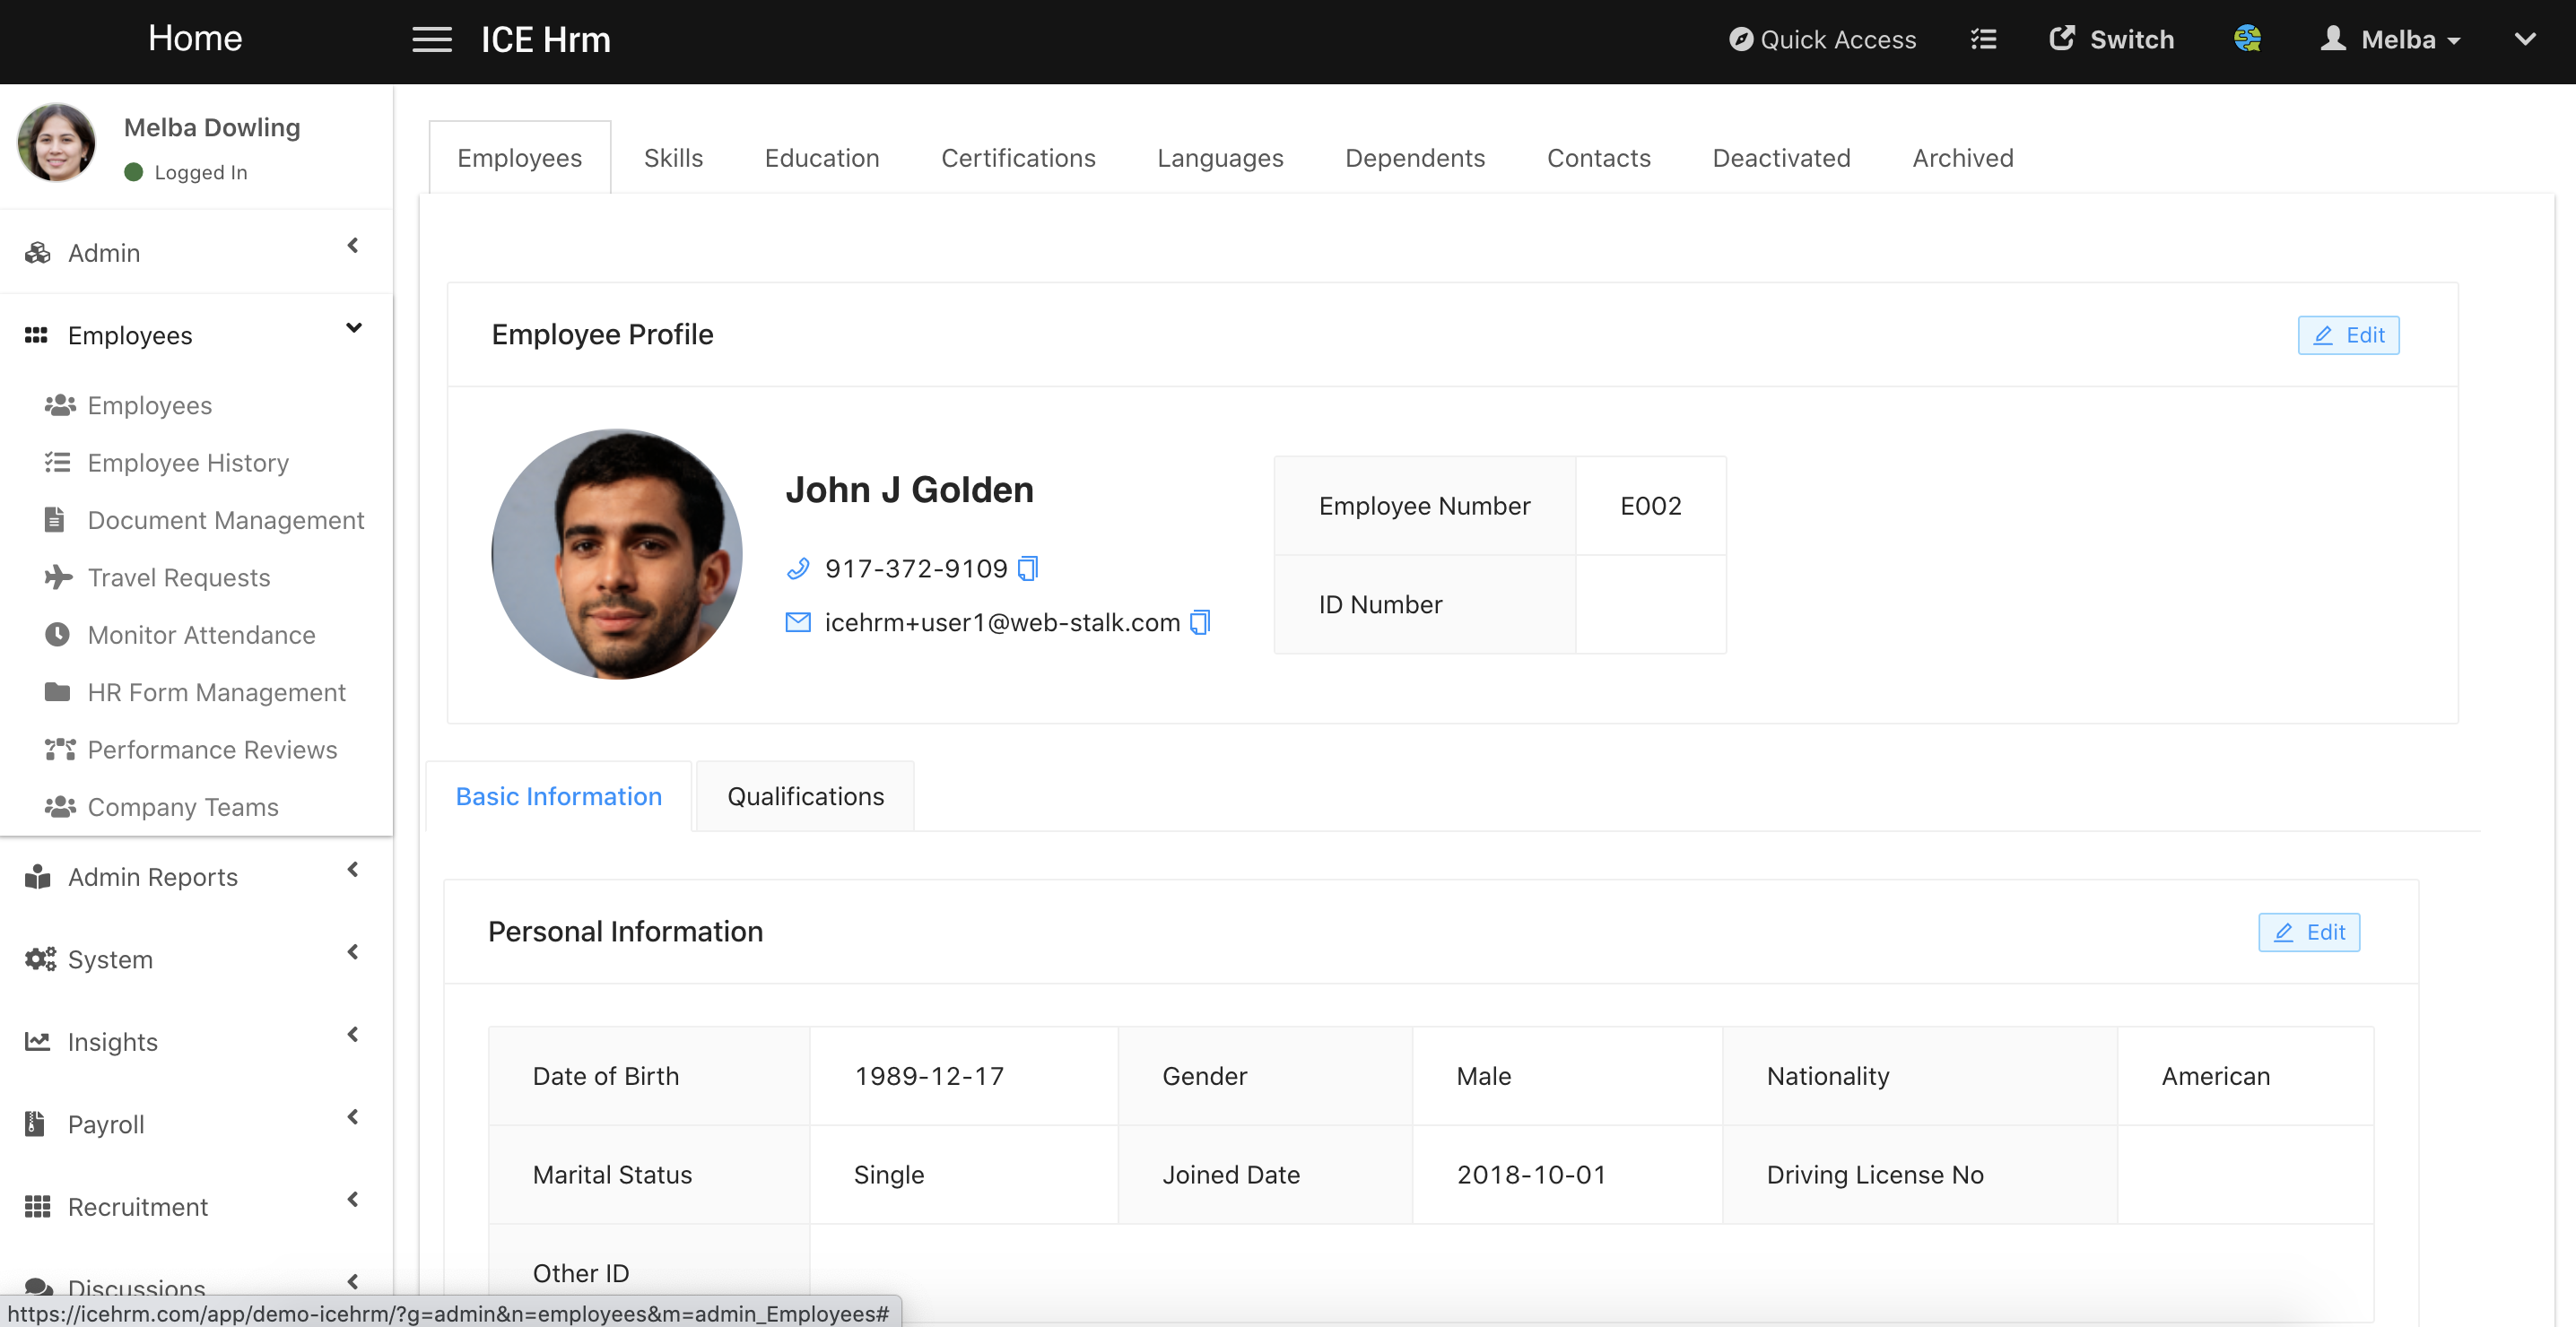 Home
ICE Hrm
Quick Access
Switch
Melba
Melba Dowling
Logged In
Admin
Employees
Employees
Employee History
Document Management
Travel Requests
Monitor Attendance
HR Form Management
Performance Reviews
Company Teams
Admin Reports
System
Insights
Payroll
Recruitment
Discussions
Employees Skills Education Certifications Languages Dependents Contacts Deactivated Archived
Employee Profile
Edit
John J Golden
917-372-9109
icehrm+user1@web-stalk.com
Employee Number E002
ID Number
Basic Information Qualifications
Personal Information
Edit
Date of Birth 1989-12-17 Gender Male Nationality American
Marital Status Single Joined Date 2018-10-01 Driving License No
Other ID
https://icehrm.com/app/demo-icehrm/?g=admin&n=employees&m=admin_Employees#